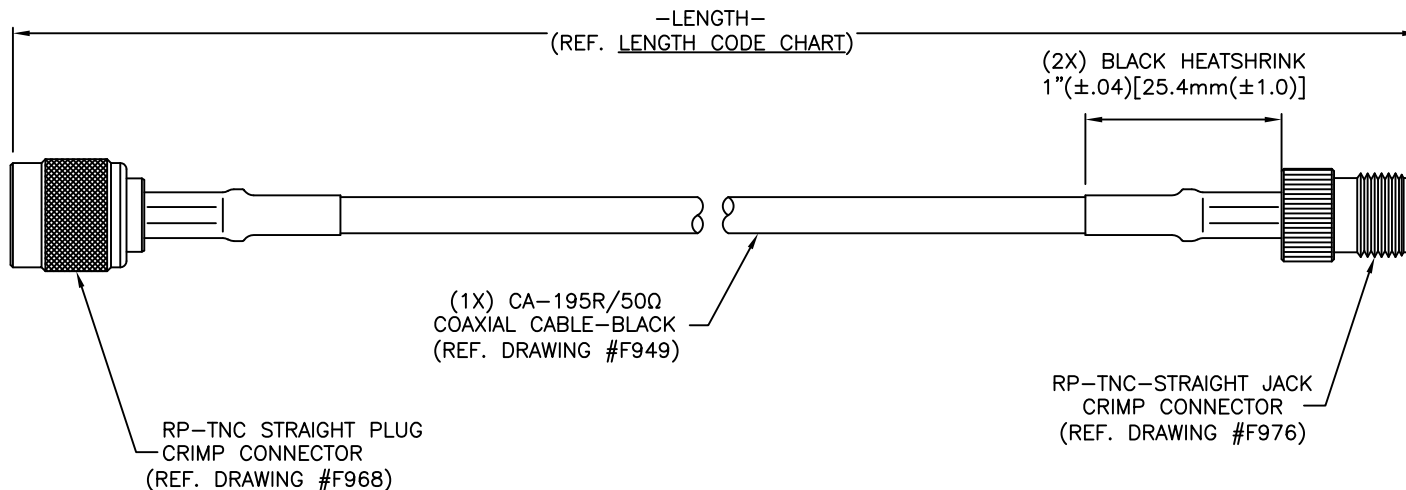 -LENGTH-
(REF. LENGTH CODE CHART)
(2X) BLACK HEATSHRINK
1"(±.04)[25.4mm(±1.0)]
(1X) CA-195R/50Ω
COAXIAL CABLE-BLACK
(REF. DRAWING #F949)
RP-TNC-STRAIGHT JACK
CRIMP CONNECTOR
(REF. DRAWING #F976)
RP-TNC STRAIGHT PLUG
CRIMP CONNECTOR
(REF. DRAWING #F968)